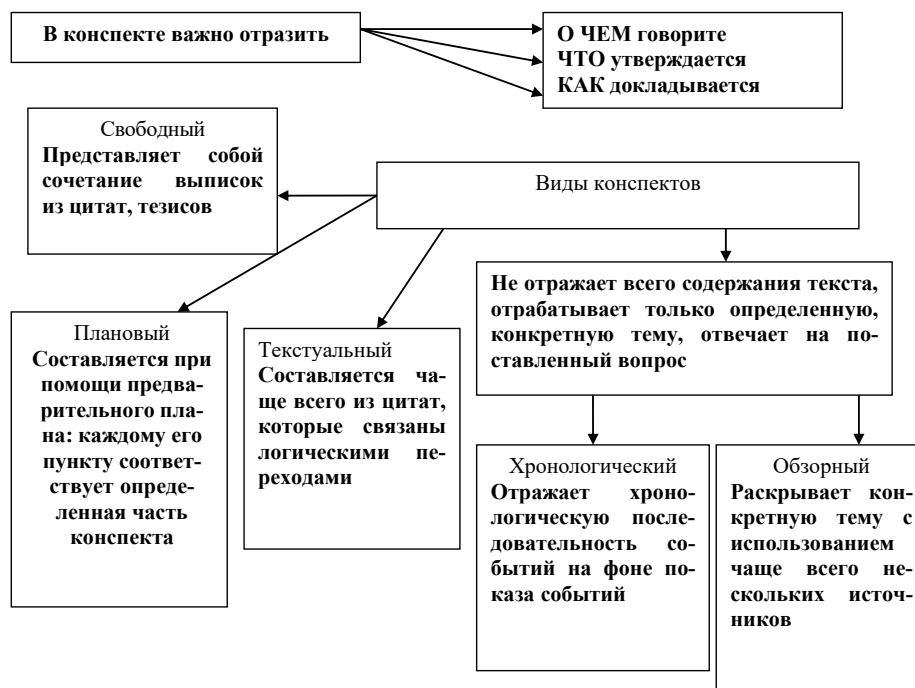 В конспекте важно отразить
О ЧЕМ говорите
ЧТО утверждается
КАК докладывается
Свободный
Представляет собой
сочетание выписок
из цитат, тезисов
Виды конспектов
Не отражает всего содержания текста,
отрабатывает только определенную,
конкретную тему, отвечает на по-
ставленный вопрос
Плановый
Составляется при
помощи предва-
рительного пла-
на: каждому его
пункту соответ-
ствует опреде-
ленная часть
конспекта
Текстуальный
Составляется ча-
ще всего из цитат,
которые связаны
логическими пе-
реходами
Хронологический
Отражает хроно-
логическую после-
довательность со-
бытий на фоне по-
каза событий
Обзорный
Раскрывает кон-
кретную тему с
использованием
чаще всего не-
скольких источ-
ников